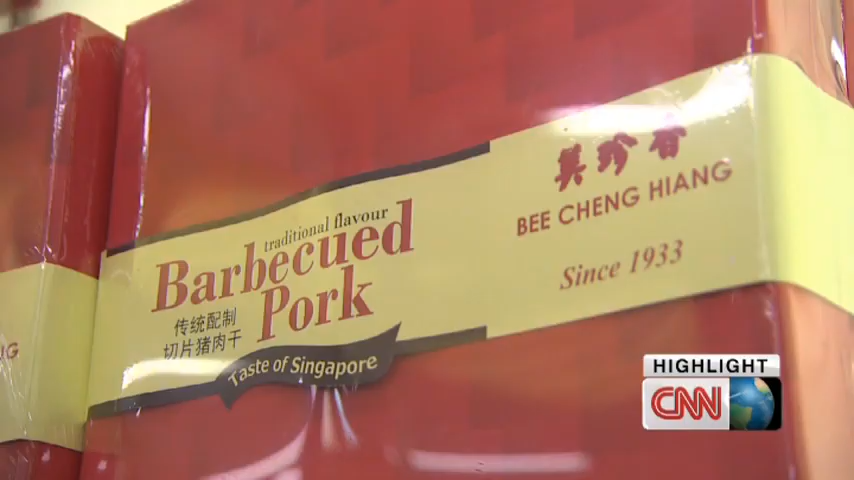 traditional flavour
Barbecued
Pork
传统配制
切片猪肉干
Taste of Singapore
美珍香
BEE CHENG HIANG
Since 1933
NG
HIGHLIGHT
CNN